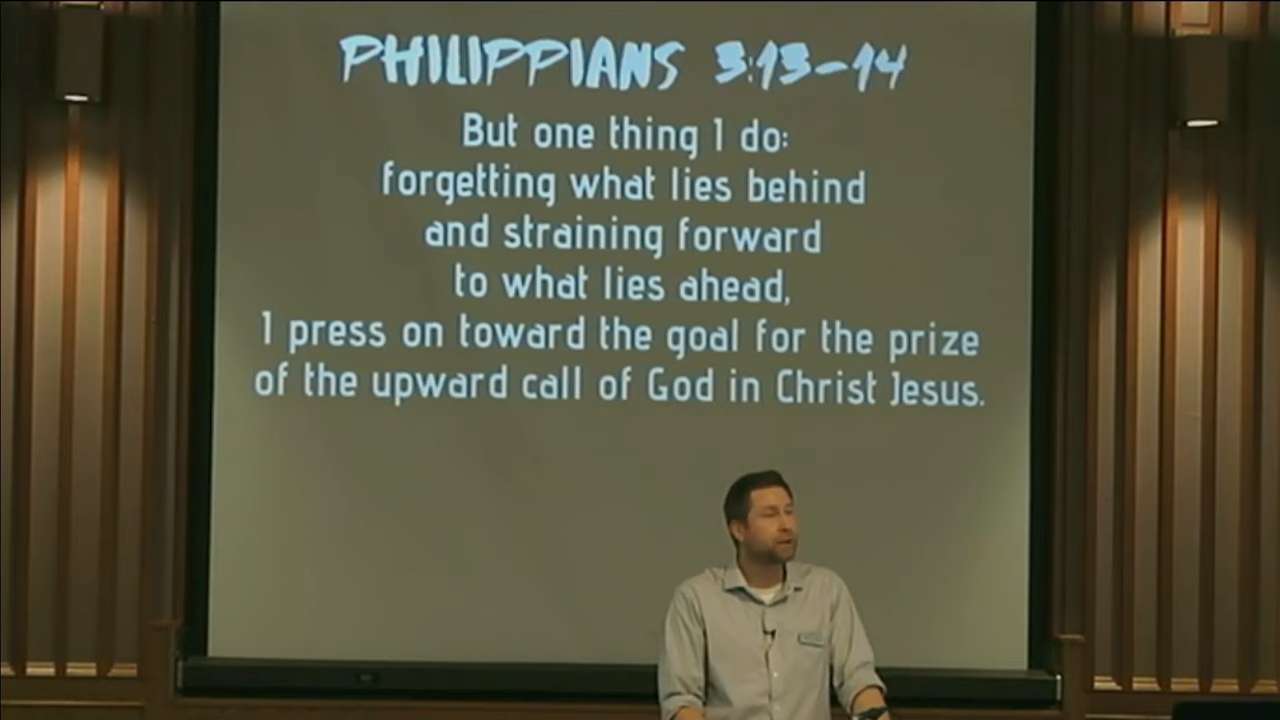 PHILIPPIANS 3:13-14
But one thing I do:
forgetting what lies behind
and straining forward
to what lies ahead,
I press on toward the goal for the prize
of the upward call of God in Christ Jesus.